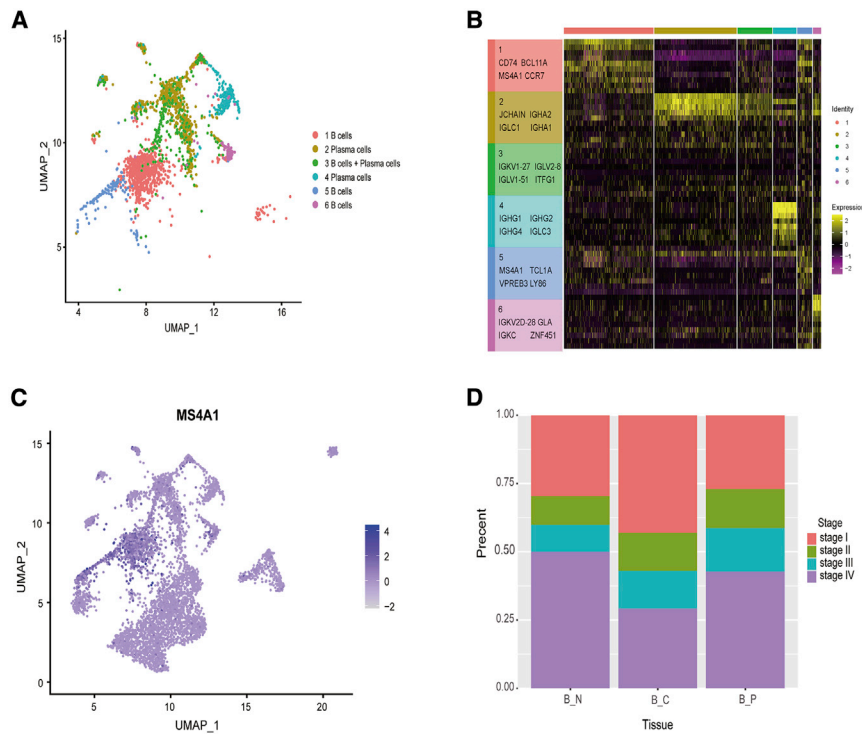 A
15
10
5
UMAP_2
4
8
12
16
UMAP_1
1 B cells
2 Plasma cells
3 B cells + Plasma cells
4 Plasma cells
5 B cells
6 B cells
B
1
CD74 BCL11A
MS4A1 CCR7
2
JCHAIN IGHA2
IGLC1 IGHA1
3
IGKV1-27 IGLV2-8
IGLV1-51 ITFG1
4
IGHG1 IGHG2
IGHG4 IGLC3
5
MS4A1 TCL1A
VPREB3 LY86
6
IGKV2D-28 GLA
IGKC ZNF451
Identity
1
2
3
4
5
6
Expression
2
1
0
−1
−2
C
MS4A1
15
10
5
0
UMAP_2
5
10
15
20
UMAP_1
4
2
0
−2
D
1.00
0.75
0.50
0.25
0.00
Precent
B_N
B_C
B_P
Tissue
Stage
stage I
stage II
stage III
stage IV